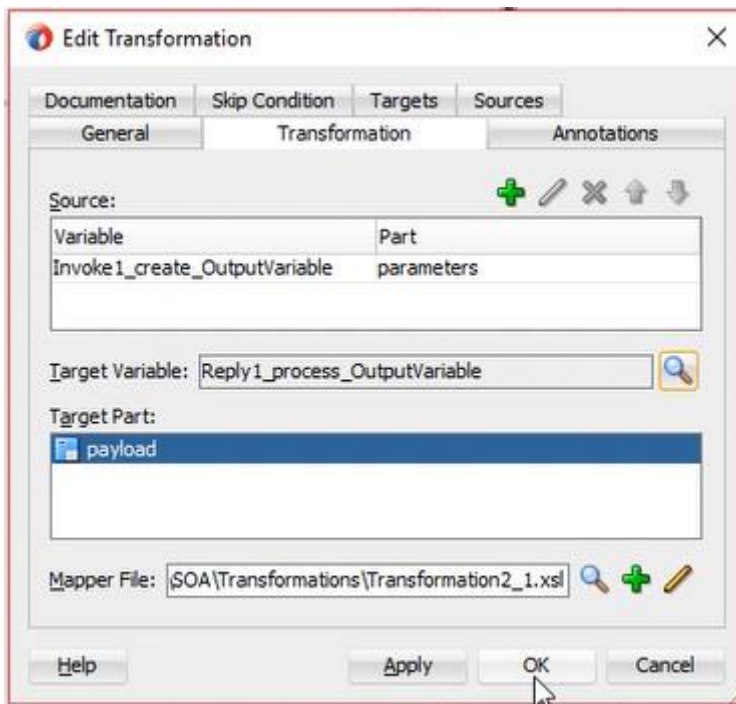 Edit Transformation
Documentation Skip Condition Targets Sources
General Transformation Annotations
Source:
Variable Part
Invoke1_create_OutputVariable parameters
Target Variable: Reply1_process_OutputVariable
Target Part:
payload
Mapper File: SOA\Transformations\Transformation2_1.xsl
Help Apply OK Cancel